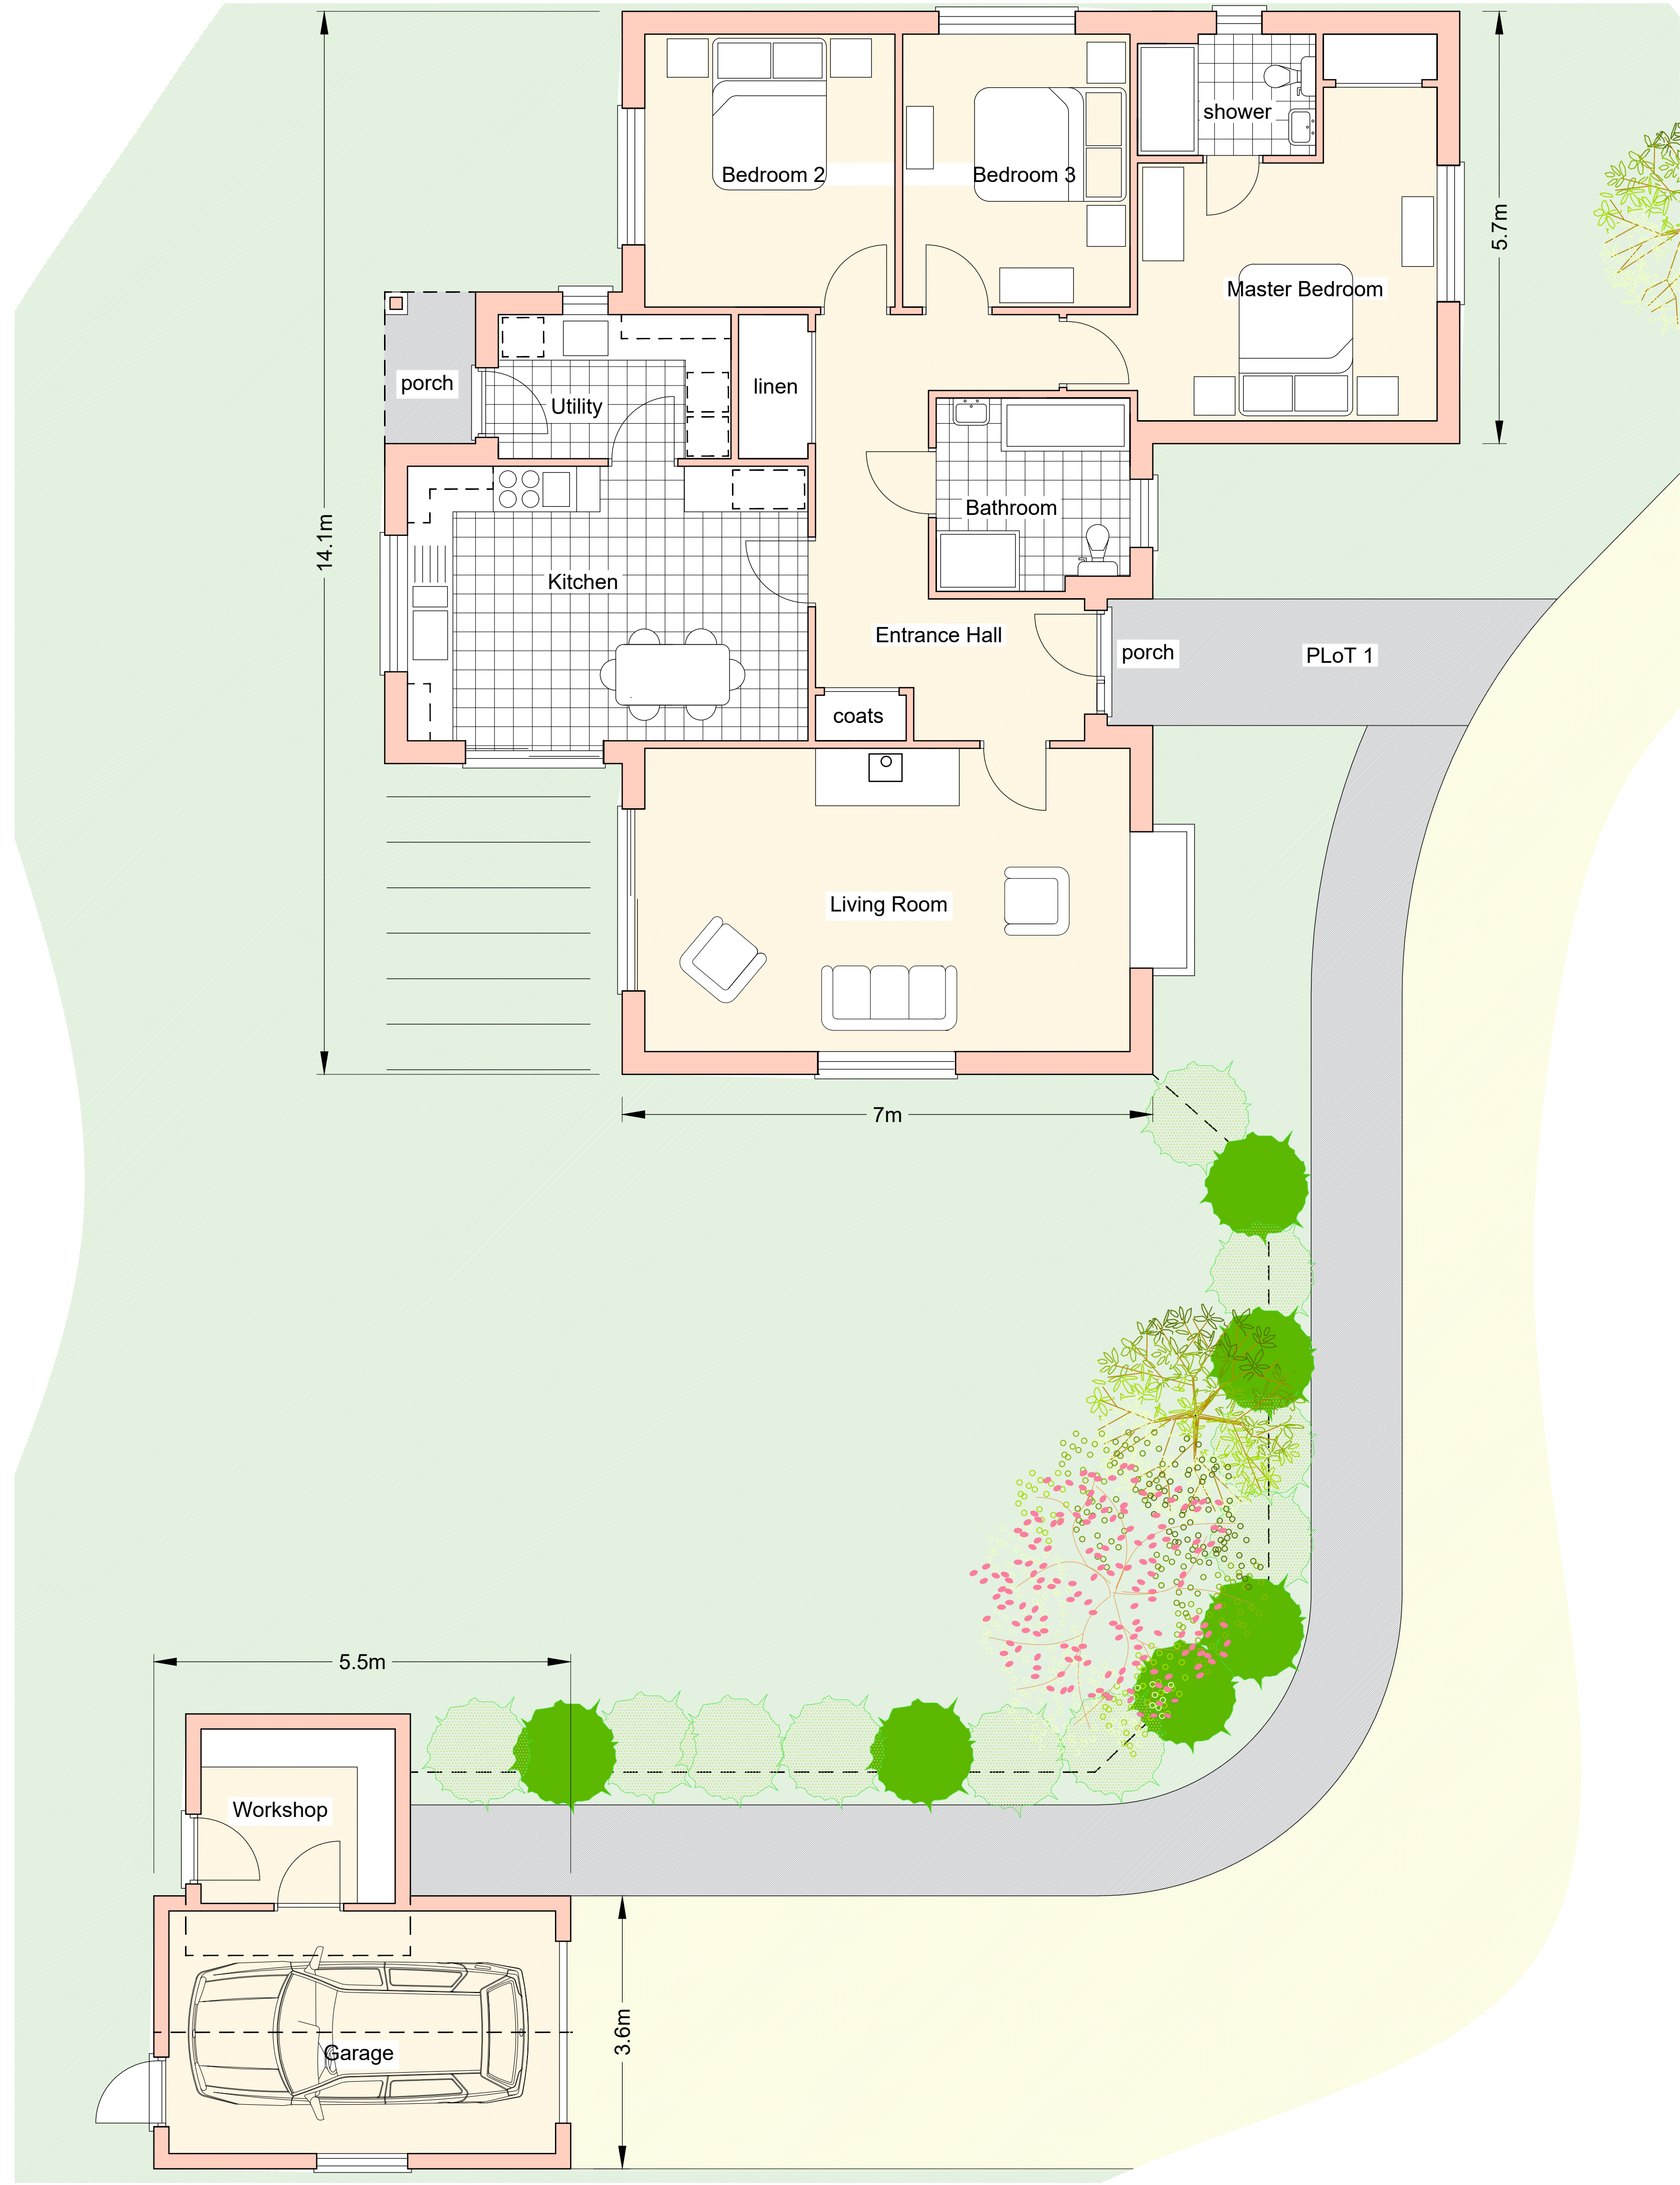 shower
Bedroom 2
Bedroom 3
5.7m
Master Bedroom
porch
linen
Utility
Bathroom
14.1m
Kitchen
Entrance Hall
porch
PLoT 1
coats
Living Room
7m
5.5m
Workshop
3.6m
Garage